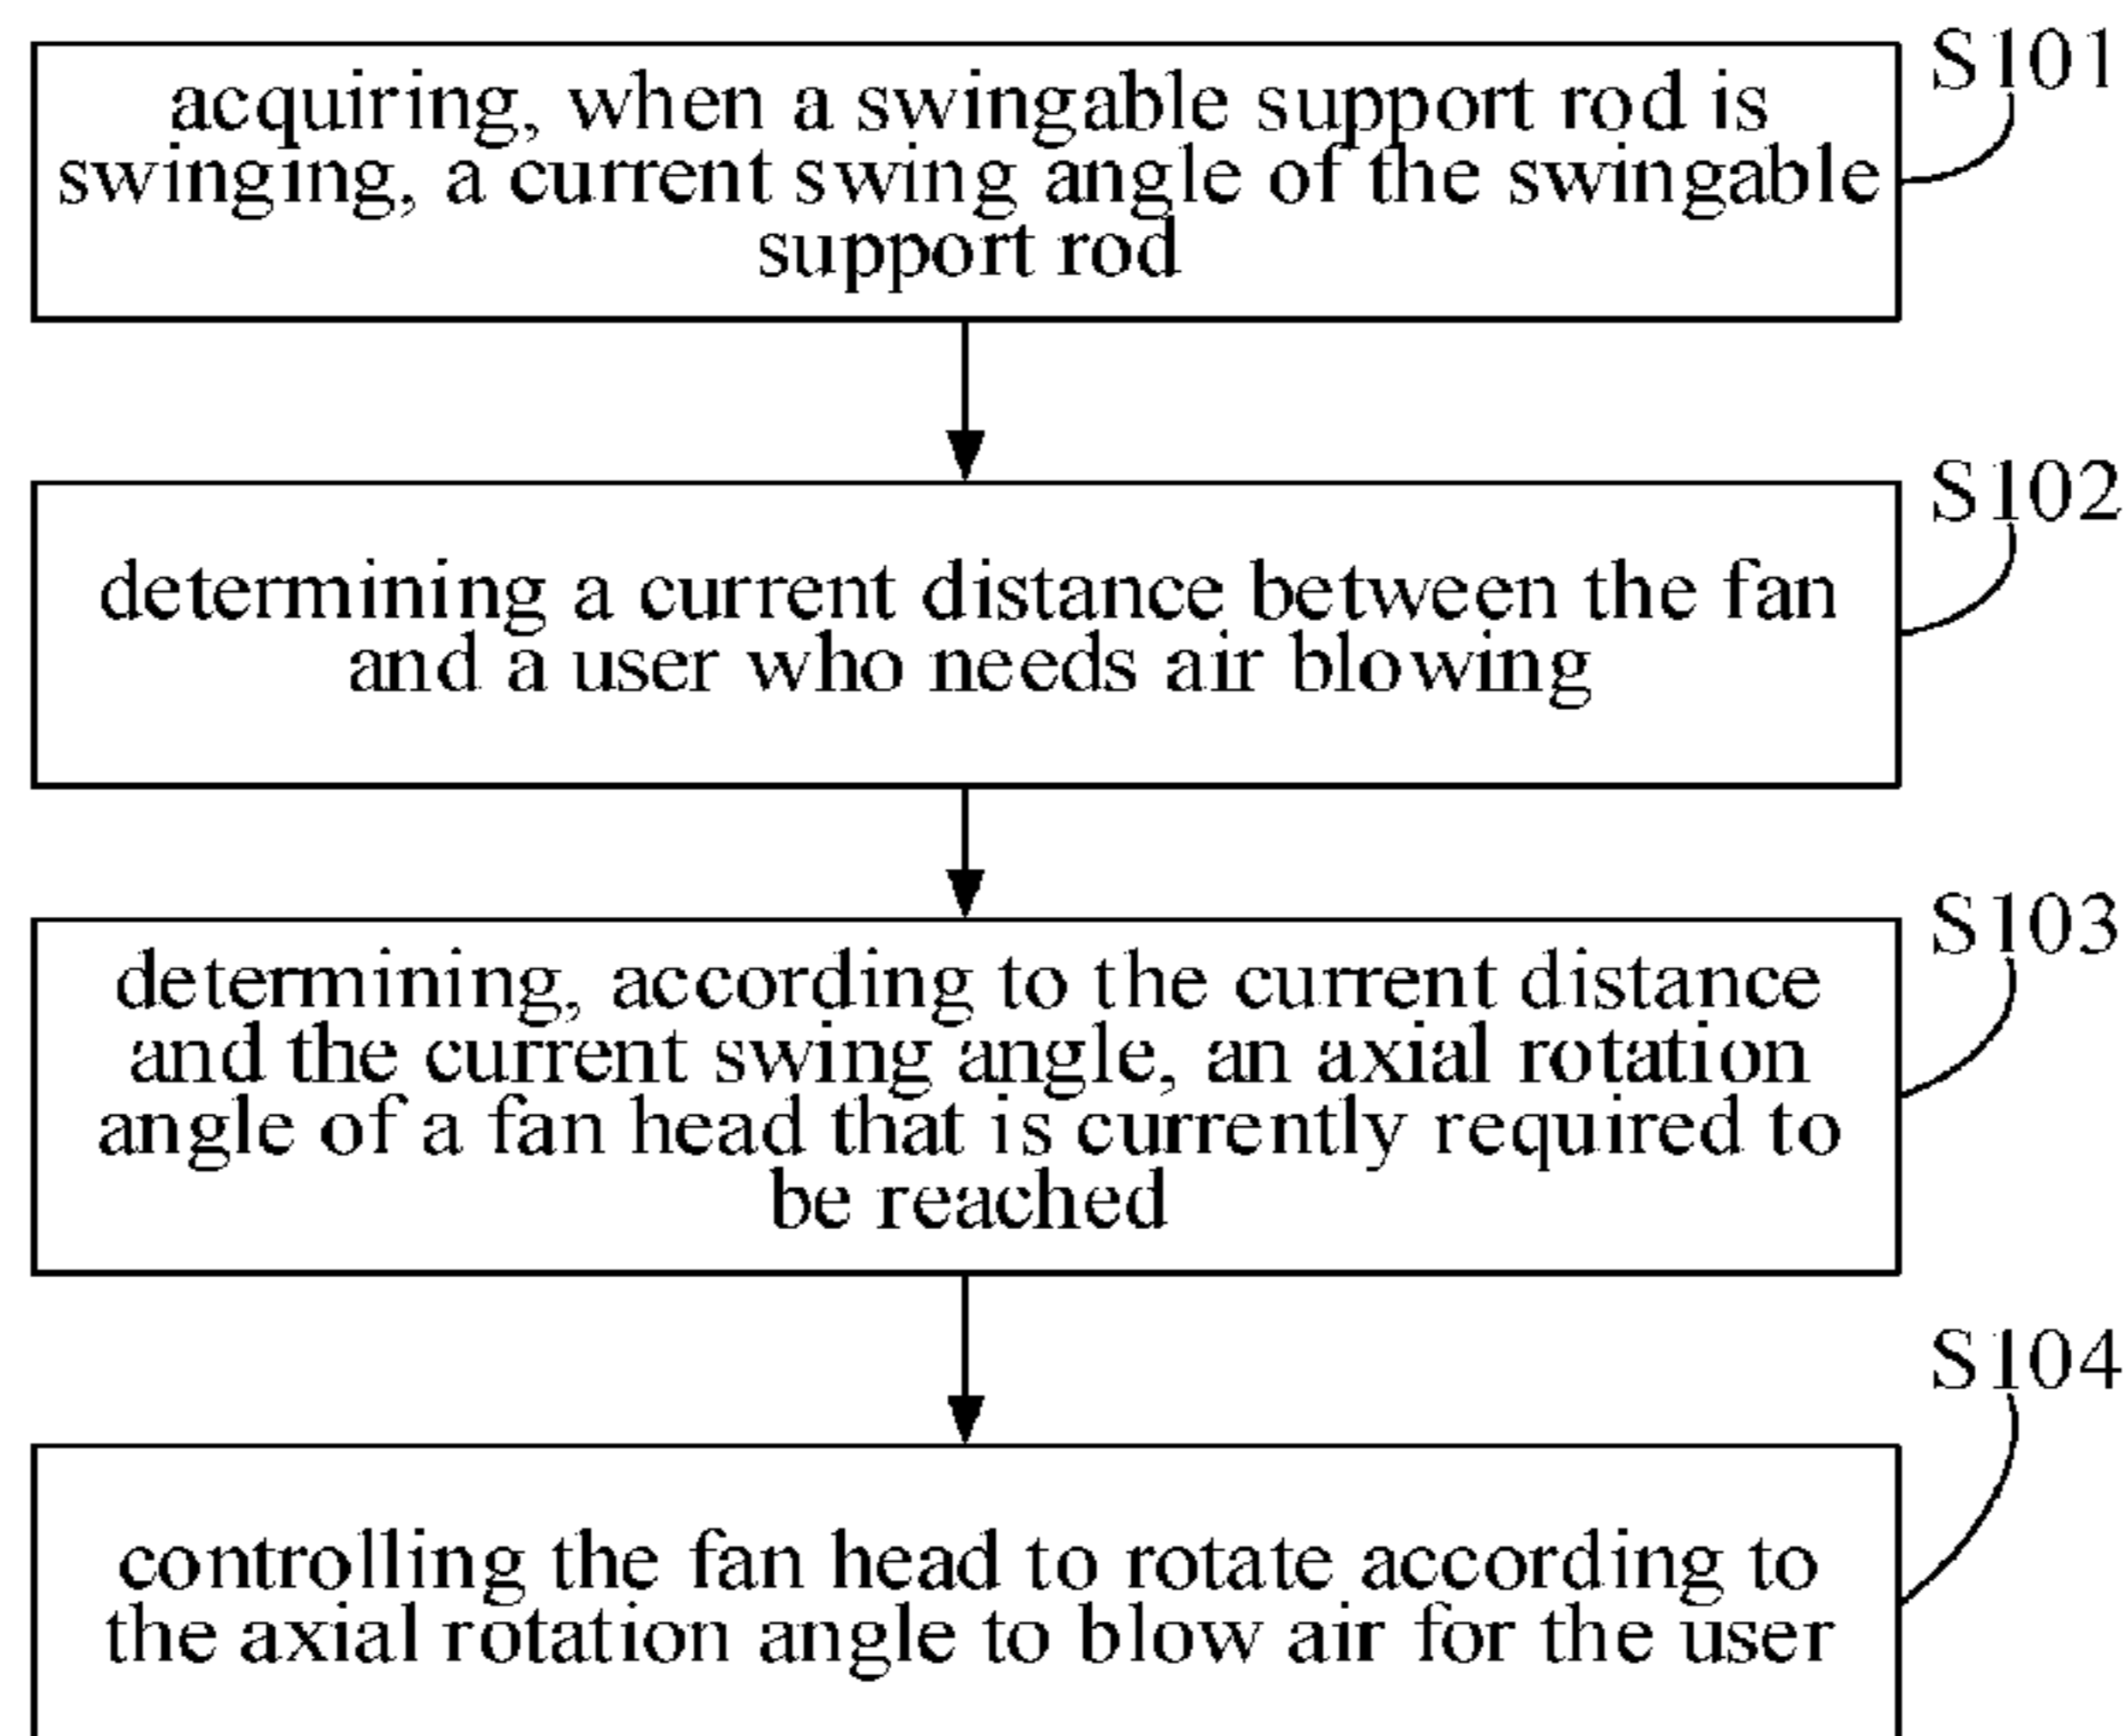 S101
acquiring, when a swingable support rod is
swinging, a current swing angle of the swingable
support rod
S102
determining a current distance between the fan
and a user who needs air blowing
S103
determining, according to the current distance
and the current swing angle, an axial rotation
angle of a fan head that is currently required to
be reached
S104
controlling the fan head to rotate according to
the axial rotation angle to blow air for the user